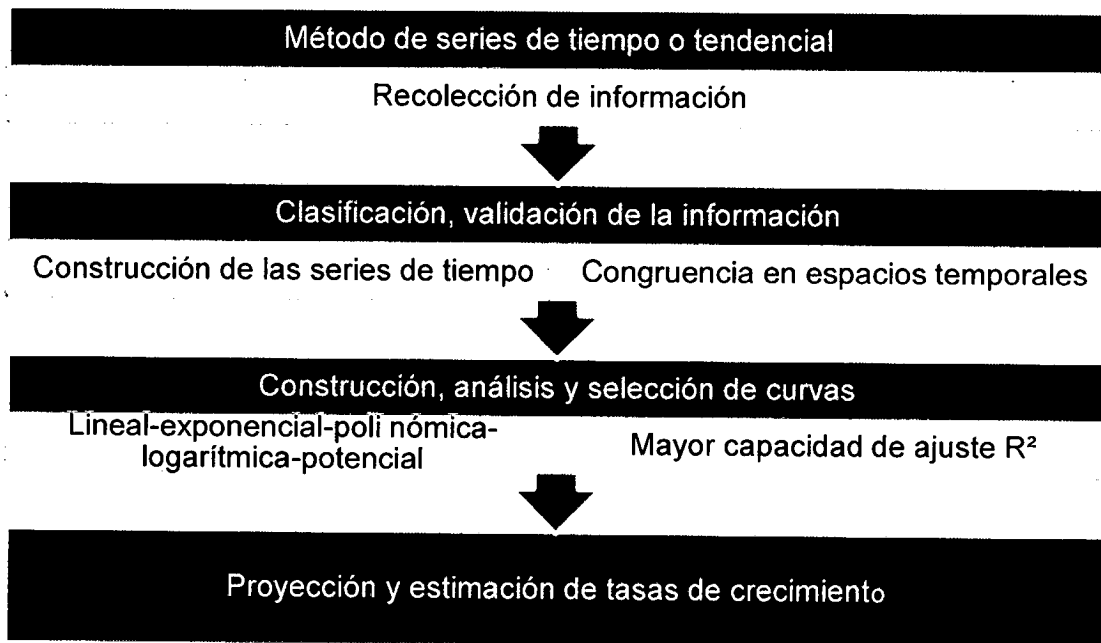 Método de series de tiempo o tendencial
Recolección de información
Clasificación, validación de la información
Construcción de las series de tiempo Congruencia en espacios temporales
Construcción, análisis y selección de curvas
Lineal-exponencial-poli nómica-
logarítmica-potencial
Mayor capacidad de ajuste R²
Proyección y estimación de tasas de crecimiento